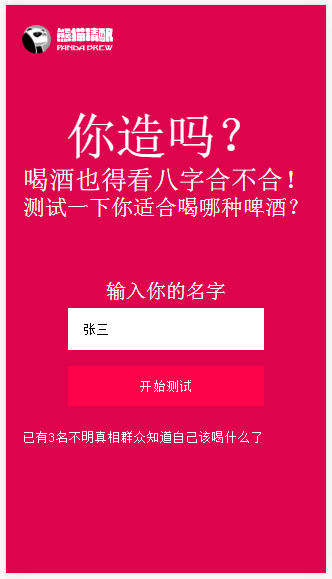 熊猫精酿
PANDA BREW
你造吗？
喝酒也得看八字合不合！
测试一下你适合喝哪种啤酒？
输入你的名字
张三
开始测试
已有3名不明真相群众知道自己该喝什么了